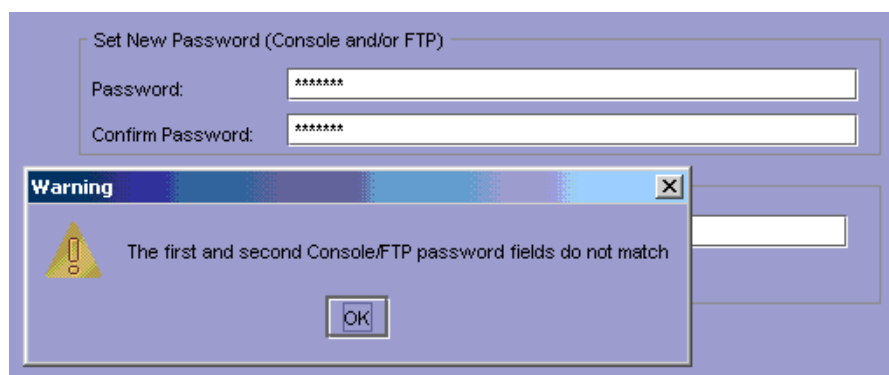 Set New Password (Console and/or FTP)
Password:
*******
Confirm Password:
*******
Warning
The first and second Console/FTP password fields do not match
OK